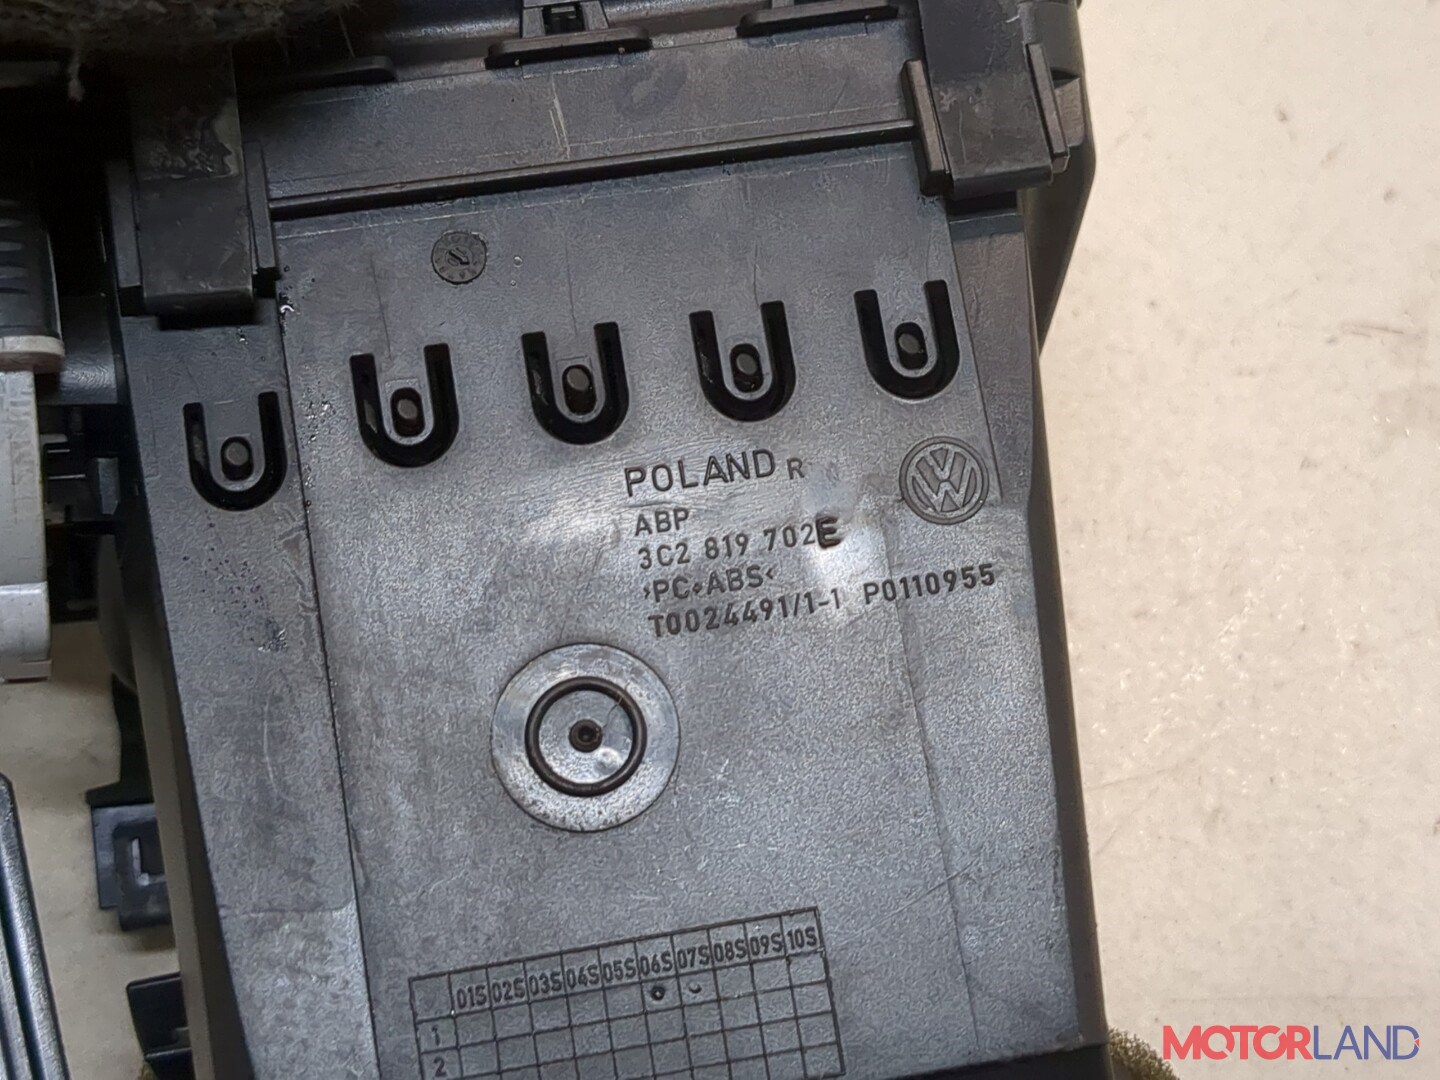 POLAND R
ABP
3C2 819 702E
>PC+ABS<
T0024491/1-1 P0110955
01S 02S 03S 04S 05S 06S 07S 08S 09S 10S
1
2
MOTORLAND